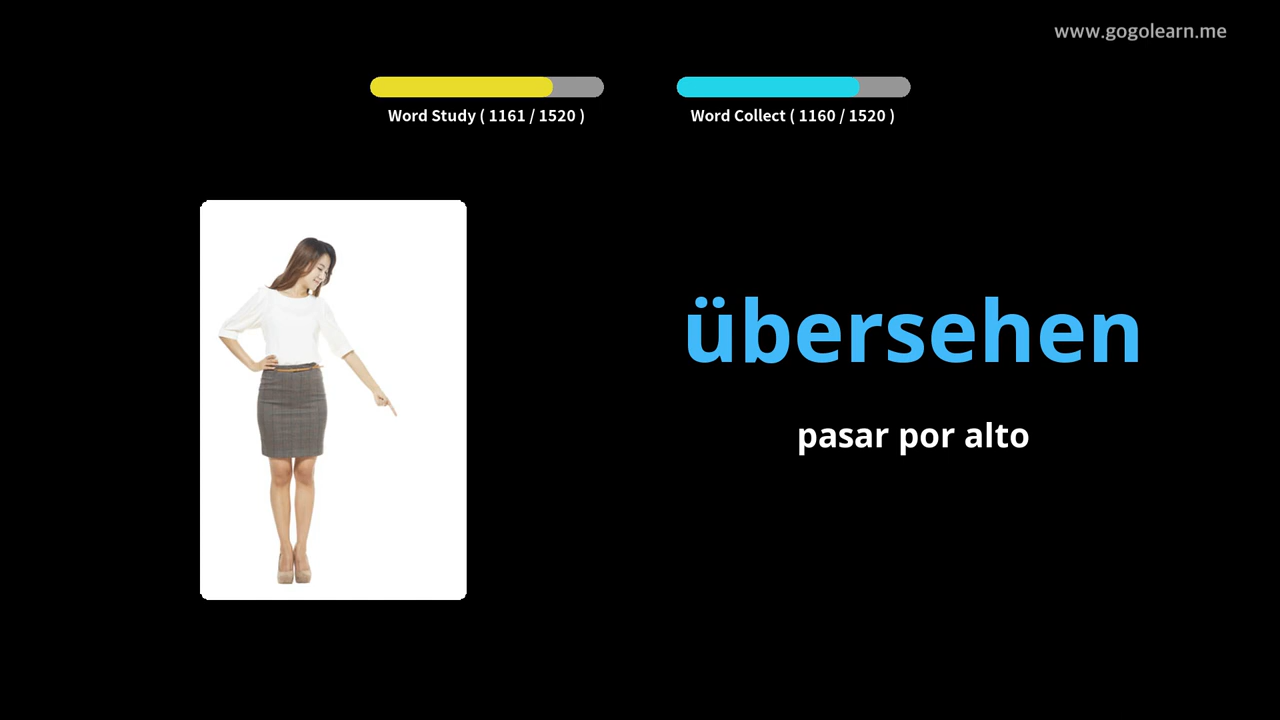 www.gogolearn.me
Word Study ( 1161 / 1520 )
Word Collect ( 1160 / 1520 )
übersehen
pasar por alto